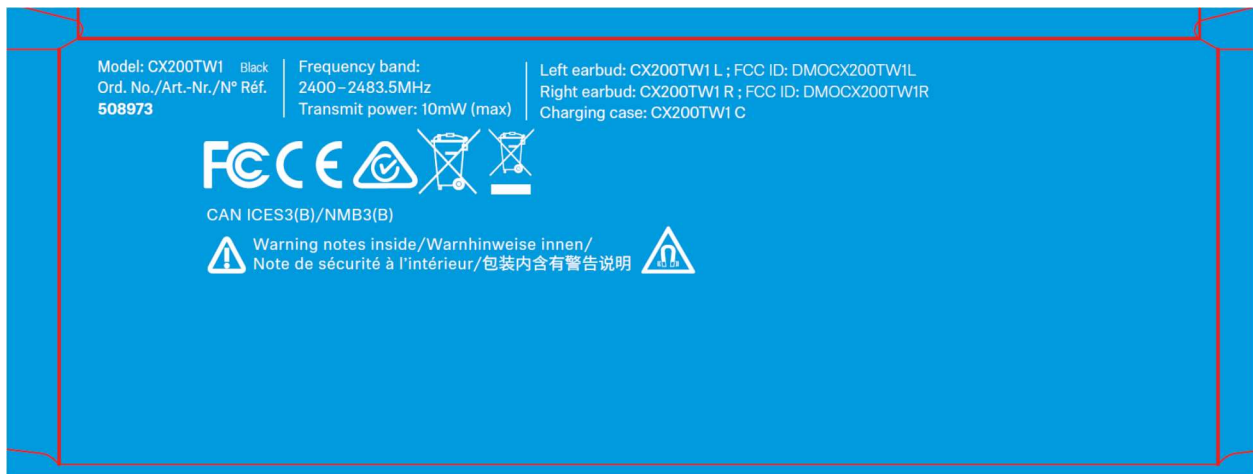 Model: CX200TW1 Black
Ord. No./Art.-Nr./N° Réf.
508973
Frequency band:
2400–2483.5MHz
Transmit power: 10mW (max)
Left earbud: CX200TW1 L ; FCC ID: DMOCX200TW1L
Right earbud: CX200TW1 R ; FCC ID: DMOCX200TW1R
Charging case: CX200TW1 C
FC CE
CAN ICES3(B)/NMB3(B)
Warning notes inside/Warnhinweise innen/
Note de sécurité à l'intérieur/包装内含有警告说明